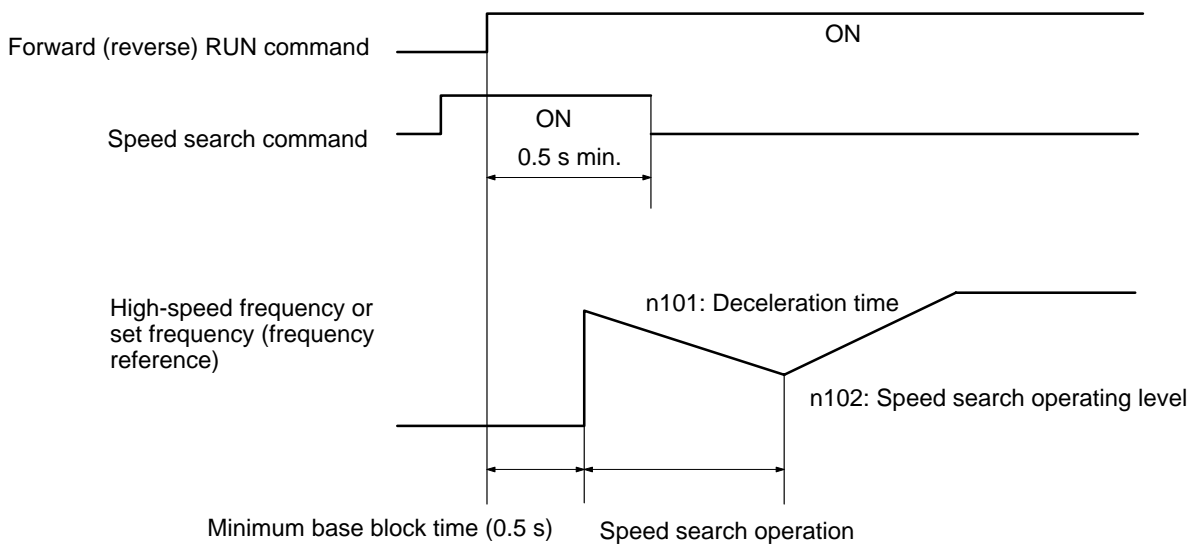 ON
Forward (reverse) RUN command
ON
Speed search command
0.5 s min.
High-speed frequency or
set frequency (frequency
reference)
n101: Deceleration time
n102: Speed search operating level
Minimum base block time (0.5 s)
Speed search operation